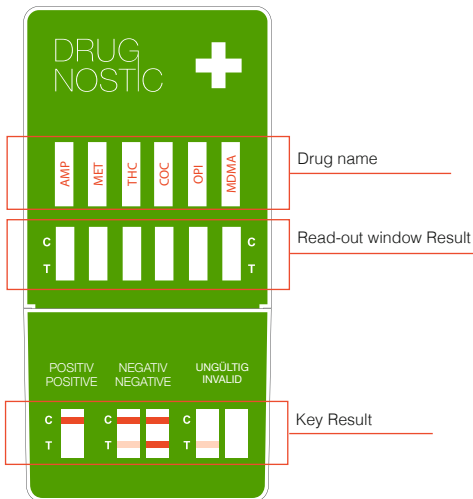 DRUG
NOSTIC
AMP MET THC COC OPI MDMA
Drug name
C C
T T
Read-out window Result
POSITIV NEGATIV UNGÜLTIG
POSITIVE NEGATIVE INVALID
C C C
T T T
Key Result